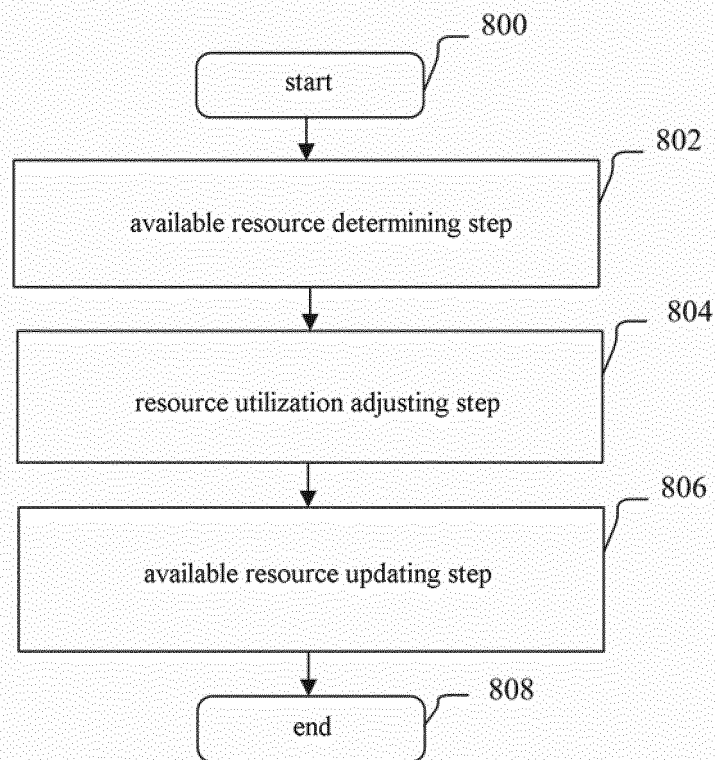 800
start
802
available resource determining step
804
resource utilization adjusting step
806
available resource updating step
808
end